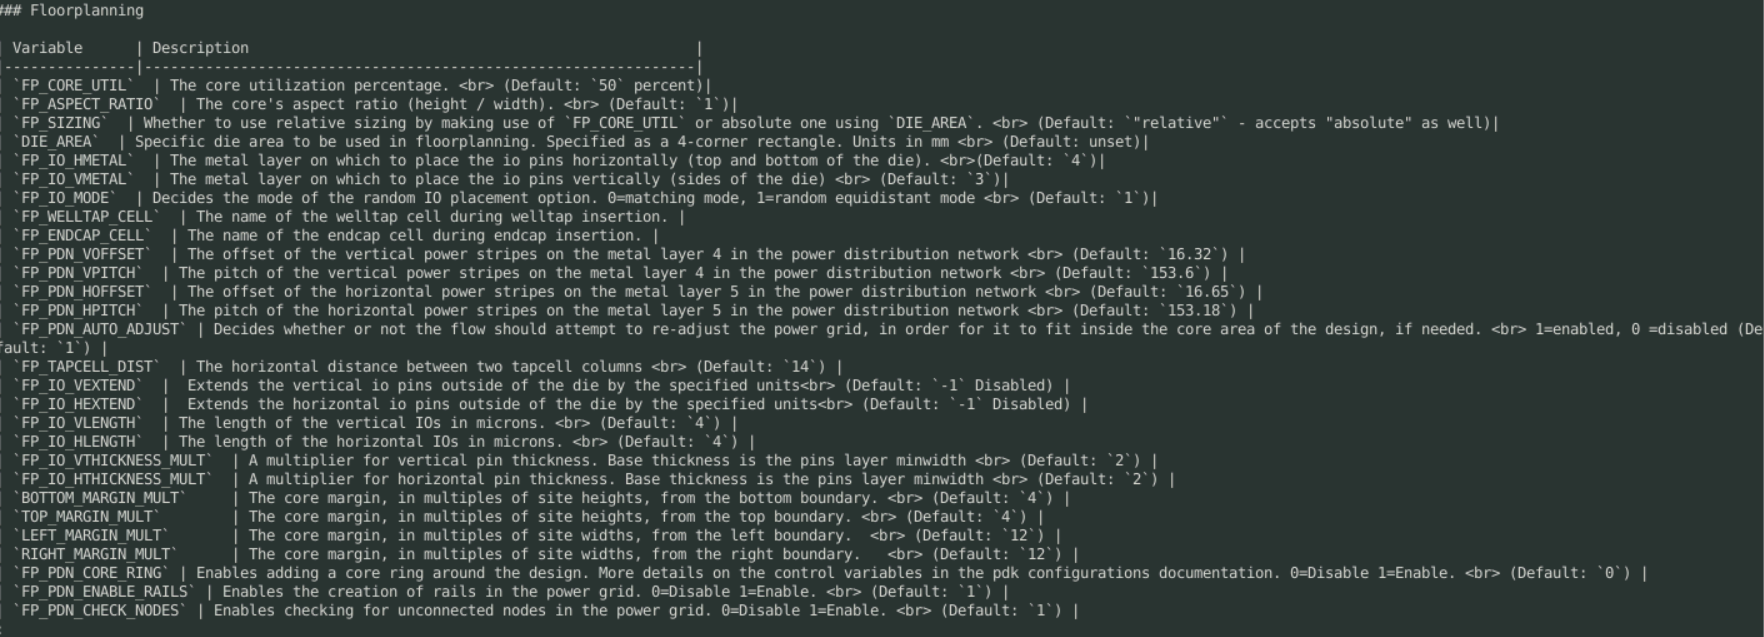 ### Floorplanning
| Variable      | Description                                                   |
|---------------|---------------------------------------------------------------|
| `FP_CORE_UTIL`  | The core utilization percentage. <br> (Default: `50` percent)|
| `FP_ASPECT_RATIO`  | The core's aspect ratio (height / width). <br> (Default: `1`)|
| `FP_SIZING`  | Whether to use relative sizing by making use of `FP_CORE_UTIL` or absolute one using `DIE_AREA`. <br> (Default: `"relative"` - accepts "absolute" as well)|
| `DIE_AREA`  | Specific die area to be used in floorplanning. Specified as a 4-corner rectangle. Units in mm <br> (Default: unset)|
| `FP_IO_HMETAL`  | The metal layer on which to place the io pins horizontally (top and bottom of the die). <br>(Default: `4`)|
| `FP_IO_VMETAL`  | The metal layer on which to place the io pins vertically (sides of the die) <br> (Default: `3`)|
| `FP_IO_MODE`  | Decides the mode of the random IO placement option. 0=matching mode, 1=random equidistant mode <br> (Default: `1`)|
| `FP_WELLTAP_CELL`  | The name of the welltap cell during welltap insertion. |
| `FP_ENDCAP_CELL`  | The name of the endcap cell during endcap insertion. |
| `FP_PDN_VOFFSET`  | The offset of the vertical power stripes on the metal layer 4 in the power distribution network <br> (Default: `16.32`) |
| `FP_PDN_VPITCH`  | The pitch of the vertical power stripes on the metal layer 4 in the power distribution network <br> (Default: `153.6`) |
| `FP_PDN_HOFFSET`  | The offset of the horizontal power stripes on the metal layer 5 in the power distribution network <br> (Default: `16.65`) |
| `FP_PDN_HPITCH`  | The pitch of the horizontal power stripes on the metal layer 5 in the power distribution network <br> (Default: `153.18`) |
| `FP_PDN_AUTO_ADJUST` | Decides whether or not the flow should attempt to re-adjust the power grid, in order for it to fit inside the core area of the design, if needed. <br> 1=enabled, 0 =disabled (De
fault: `1`) |
| `FP_TAPCELL_DIST`  | The horizontal distance between two tapcell columns <br> (Default: `14`) |
| `FP_IO_VEXTEND`  |  Extends the vertical io pins outside of the die by the specified units<br> (Default: `-1` Disabled) |
| `FP_IO_HEXTEND`  |  Extends the horizontal io pins outside of the die by the specified units<br> (Default: `-1` Disabled) |
| `FP_IO_VLENGTH`  | The length of the vertical IOs in microns. <br> (Default: `4`) |
| `FP_IO_HLENGTH`  | The length of the horizontal IOs in microns. <br> (Default: `4`) |
| `FP_IO_VTHICKNESS_MULT`  | A multiplier for vertical pin thickness. Base thickness is the pins layer minwidth <br> (Default: `2`) |
| `FP_IO_HTHICKNESS_MULT`  | A multiplier for horizontal pin thickness. Base thickness is the pins layer minwidth <br> (Default: `2`) |
| `BOTTOM_MARGIN_MULT`     | The core margin, in multiples of site heights, from the bottom boundary. <br> (Default: `4`) |
| `TOP_MARGIN_MULT`        | The core margin, in multiples of site heights, from the top boundary. <br> (Default: `4`) |
| `LEFT_MARGIN_MULT`       | The core margin, in multiples of site widths, from the left boundary.  <br> (Default: `12`) |
| `RIGHT_MARGIN_MULT`      | The core margin, in multiples of site widths, from the right boundary.   <br> (Default: `12`) |
| `FP_PDN_CORE_RING` | Enables adding a core ring around the design. More details on the control variables in the pdk configurations documentation. 0=Disable 1=Enable. <br> (Default: `0`) |
| `FP_PDN_ENABLE_RAILS` | Enables the creation of rails in the power grid. 0=Disable 1=Enable. <br> (Default: `1`) |
| `FP_PDN_CHECK_NODES` | Enables checking for unconnected nodes in the power grid. 0=Disable 1=Enable. <br> (Default: `1`) |
: